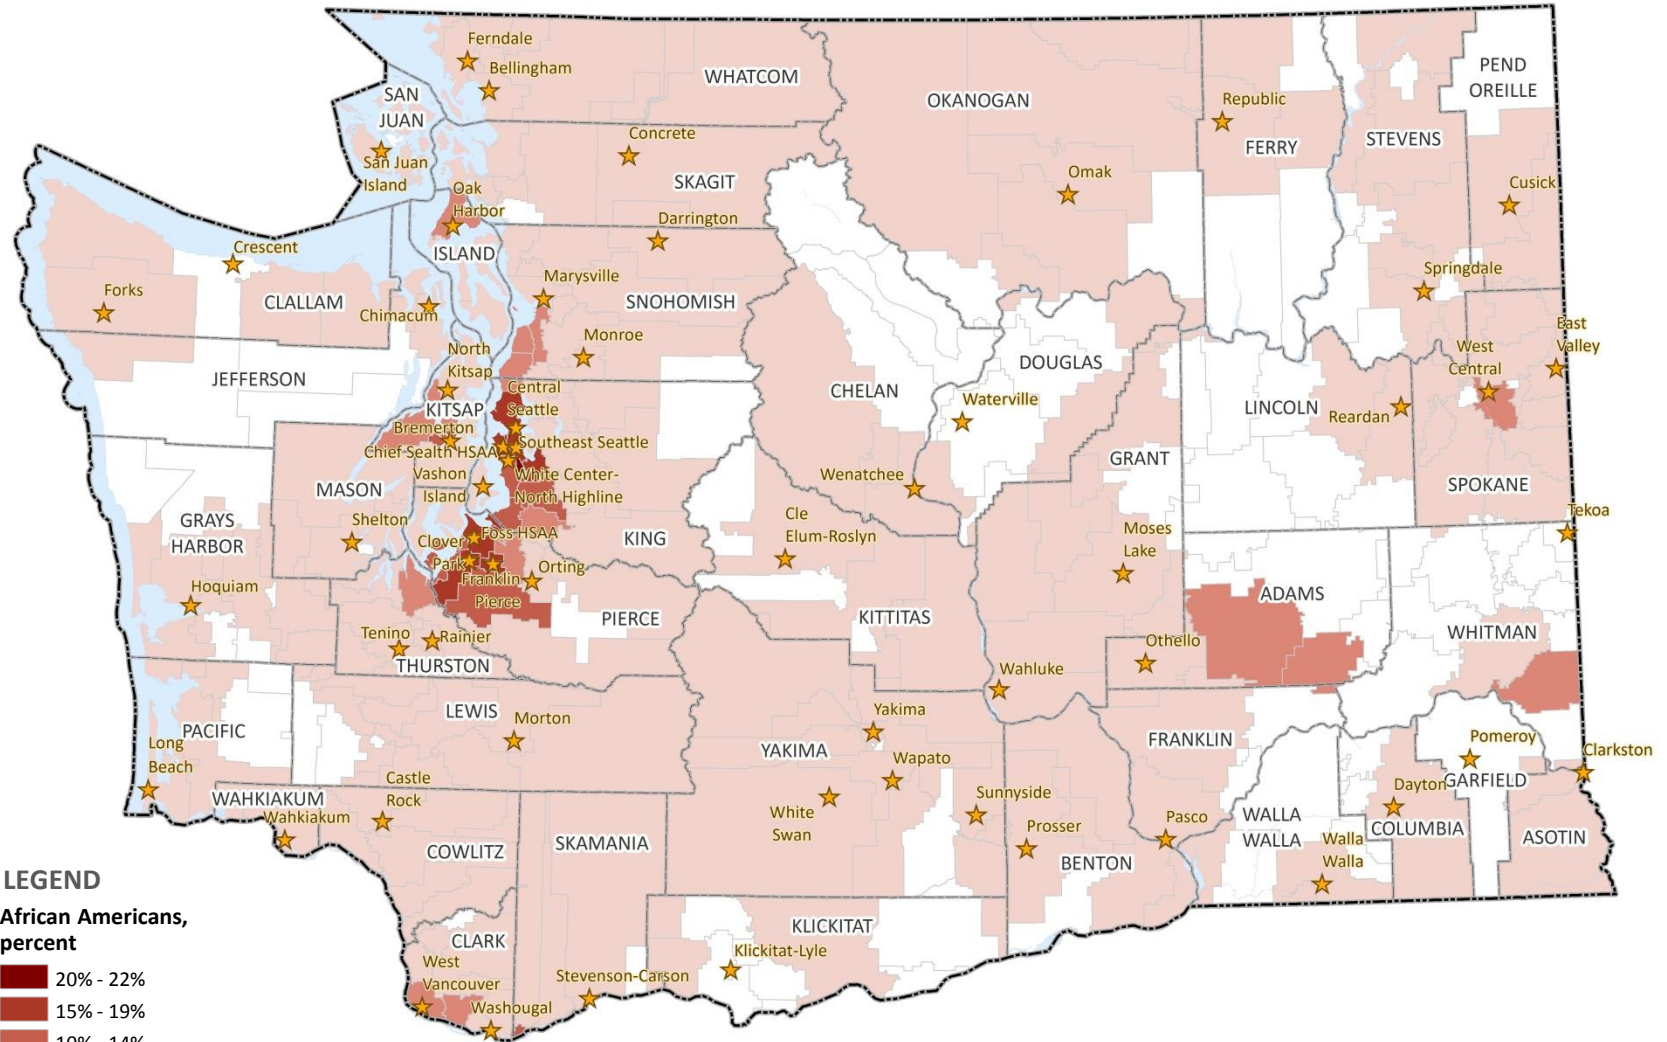 Ferndale
Bellingham
WHATCOM
SAN
JUAN
San Juan
Island
Concrete
SKAGIT
Oak
Harbor
ISLAND
Darrington
OKANOGAN
Omak
Republic
FERRY
STEVENS
PEND
OREILLE
Cusick
Springdale
Crescent
Forks
CLALLAM
Chimacum
Marysville
SNOHOMISH
Monroe
North
Kitsap
KITSAP
JEFFERSON
Central
Seattle
Bremerton
Southeast Seattle
Chief Sealth HSAA
White Center-
North Highline
Vashon
Island
MASON
Shelton
GRAYS
HARBOR
Hoquiam
KING
Clover
Park
Foss HSAA
Franklin
Pierce
Orting
PIERCE
Tenino
Rainier
THURSTON
CHELAN
DOUGLAS
Waterville
Wenatchee
Cle
Elum-Roslyn
KITTITAS
GRANT
Moses
Lake
Othello
Wahluke
LINCOLN
Reardan
West
Central
East
Valley
SPOKANE
Tekoa
ADAMS
WHITMAN
PACIFIC
Long
Beach
LEWIS
Morton
Castle
Rock
WAHKIAKUM
Wahkiakum
COWLITZ
SKAMANIA
YAKIMA
Yakima
Wapato
White
Swan
Sunnyside
Prosser
BENTON
Pasco
FRANKLIN
WALLA
WALLA
Walla
Walla
Dayton
COLUMBIA
Pomeroy
GARFIELD
Clarkston
ASOTIN
CLARK
West
Vancouver
Washougal
Stevenson-Carson
KLICKITAT
Klickitat-Lyle
LEGEND
African Americans,
percent
20% - 22%
15% - 19%
10% - 14%